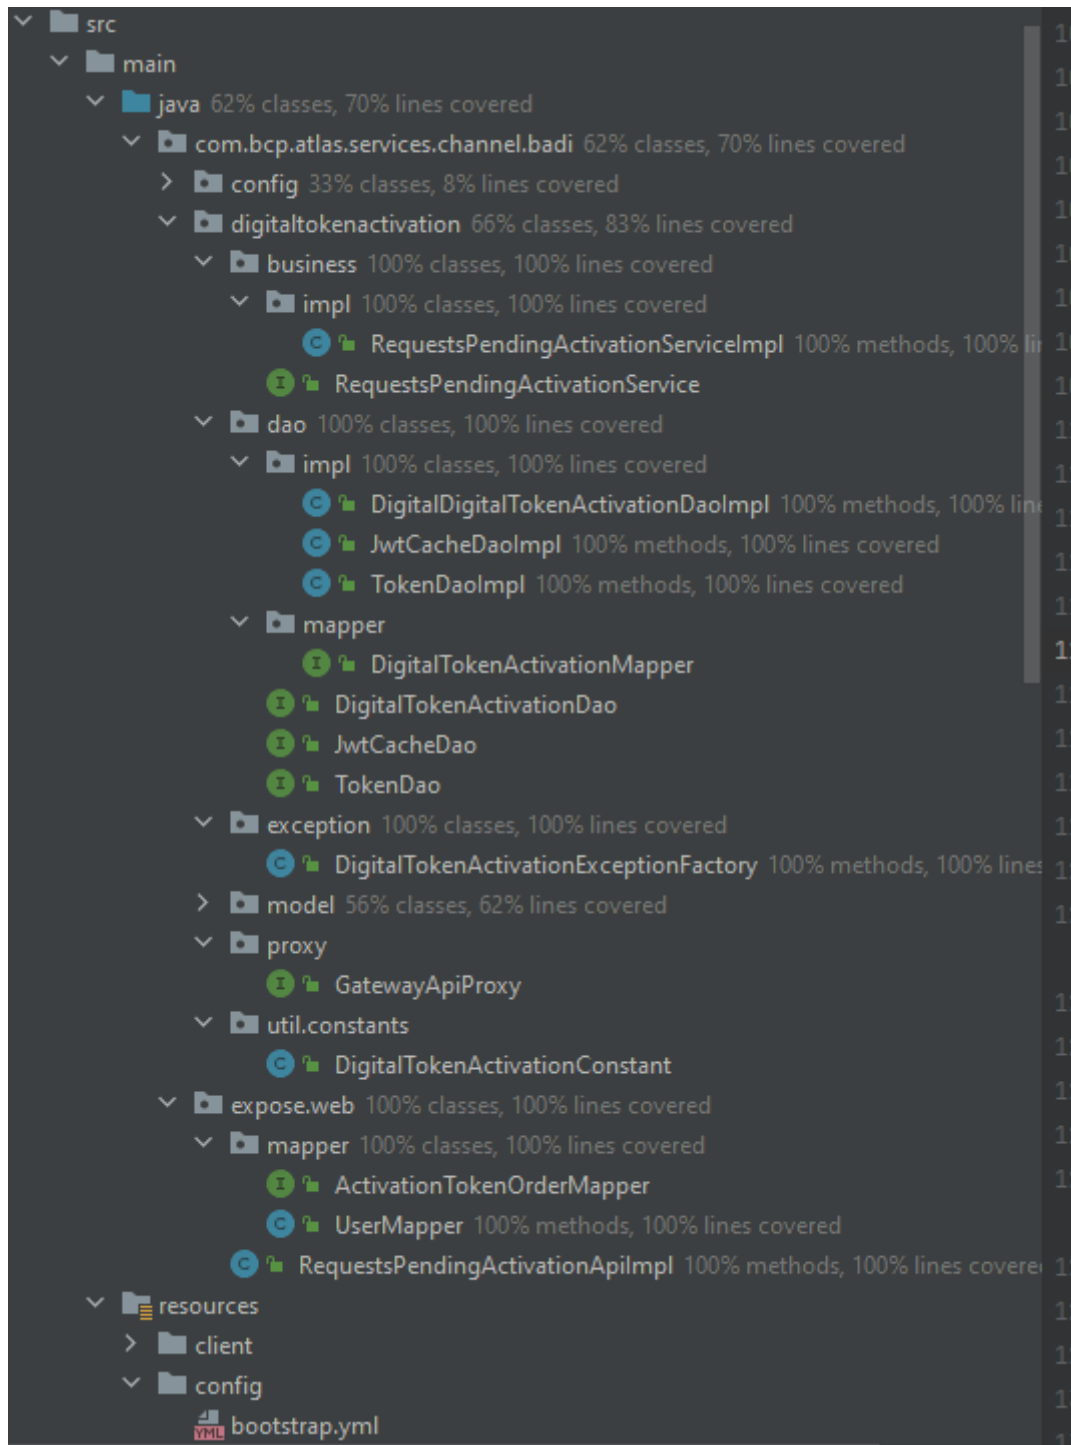 src
main
java 62% classes, 70% lines covered
com.bcp.atlas.services.channel.badi 62% classes, 70% lines covered
config 33% classes, 8% lines covered
digitaltokenactivation 66% classes, 83% lines covered
business 100% classes, 100% lines covered
impl 100% classes, 100% lines covered
RequestsPendingActivationServiceImpl 100% methods, 100% li
RequestsPendingActivationService
dao 100% classes, 100% lines covered
impl 100% classes, 100% lines covered
DigitalDigitalTokenActivationDaoImpl 100% methods, 100% line
JwtCacheDaoImpl 100% methods, 100% lines covered
TokenDaoImpl 100% methods, 100% lines covered
mapper
DigitalTokenActivationMapper
DigitalTokenActivationDao
JwtCacheDao
TokenDao
exception 100% classes, 100% lines covered
DigitalTokenActivationExceptionFactory 100% methods, 100% lines
model 56% classes, 62% lines covered
proxy
GatewayApiProxy
util.constants
DigitalTokenActivationConstant
expose.web 100% classes, 100% lines covered
mapper 100% classes, 100% lines covered
ActivationTokenOrderMapper
UserMapper 100% methods, 100% lines covered
RequestsPendingActivationApiImpl 100% methods, 100% lines covere
resources
client
config
YML bootstrap.yml